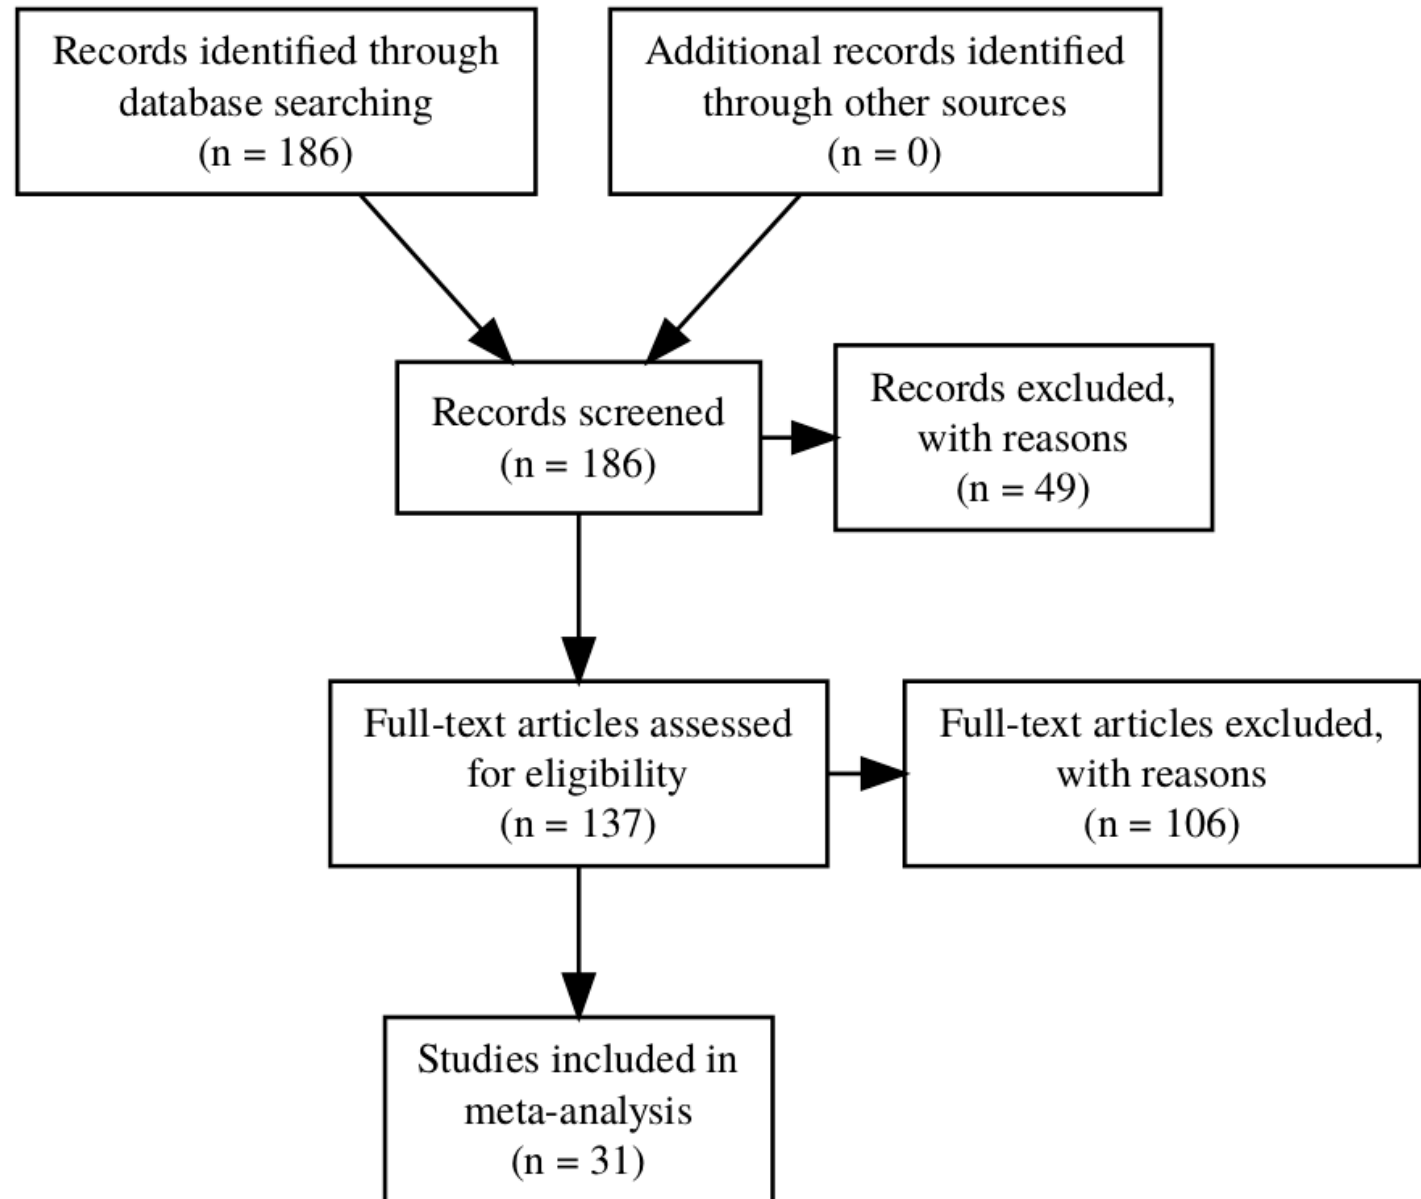 Records identified through
database searching
(n = 186)
Additional records identified
through other sources
(n = 0)
Records screened
(n = 186)
Records excluded,
with reasons
(n = 49)
Full-text articles assessed
for eligibility
(n = 137)
Full-text articles excluded,
with reasons
(n = 106)
Studies included in
meta-analysis
(n = 31)